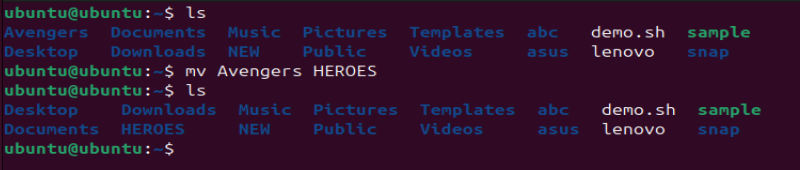 ubuntu@ubuntu:~$ ls
Avengers  Documents  Music  Pictures  Templates  abc  demo.sh  sample
Desktop  Downloads  NEW  Public  Videos  asus  lenovo  snap
ubuntu@ubuntu:~$ mv Avengers HEROES
ubuntu@ubuntu:~$ ls
Desktop  Downloads  Music  Pictures  Templates  abc  demo.sh  sample
Documents  HEROES  NEW  Public  Videos  asus  lenovo  snap
ubuntu@ubuntu:~$